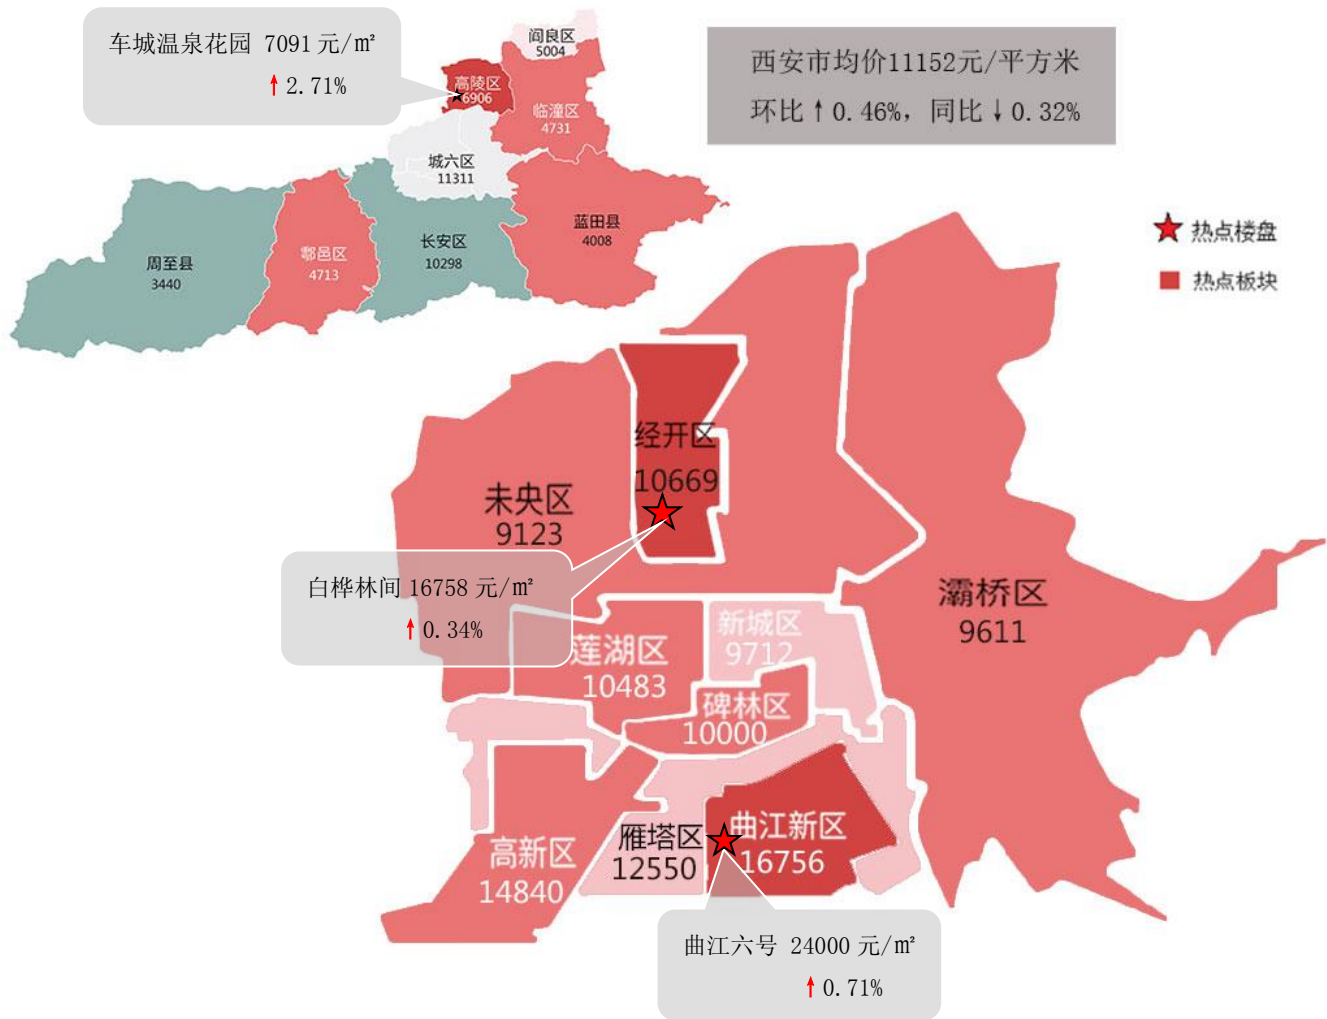 车城温泉花园 7091 元/㎡
↑ 2.71%
阎良区
5004
高陵区
6906
临潼区
4731
城六区
11311
蓝田县
4008
长安区
10298
鄠邑区
4713
周至县
3440
西安市均价11152元/平方米
环比↑0.46%，同比↓0.32%
热点楼盘
热点板块
经开区
10669
未央区
9123
白桦林间 16758 元/㎡
↑ 0.34%
灞桥区
9611
新城区
9712
莲湖区
10483
碑林区
10000
高新区
14840
雁塔区
12550
曲江新区
16756
曲江六号 24000 元/㎡
↑ 0.71%